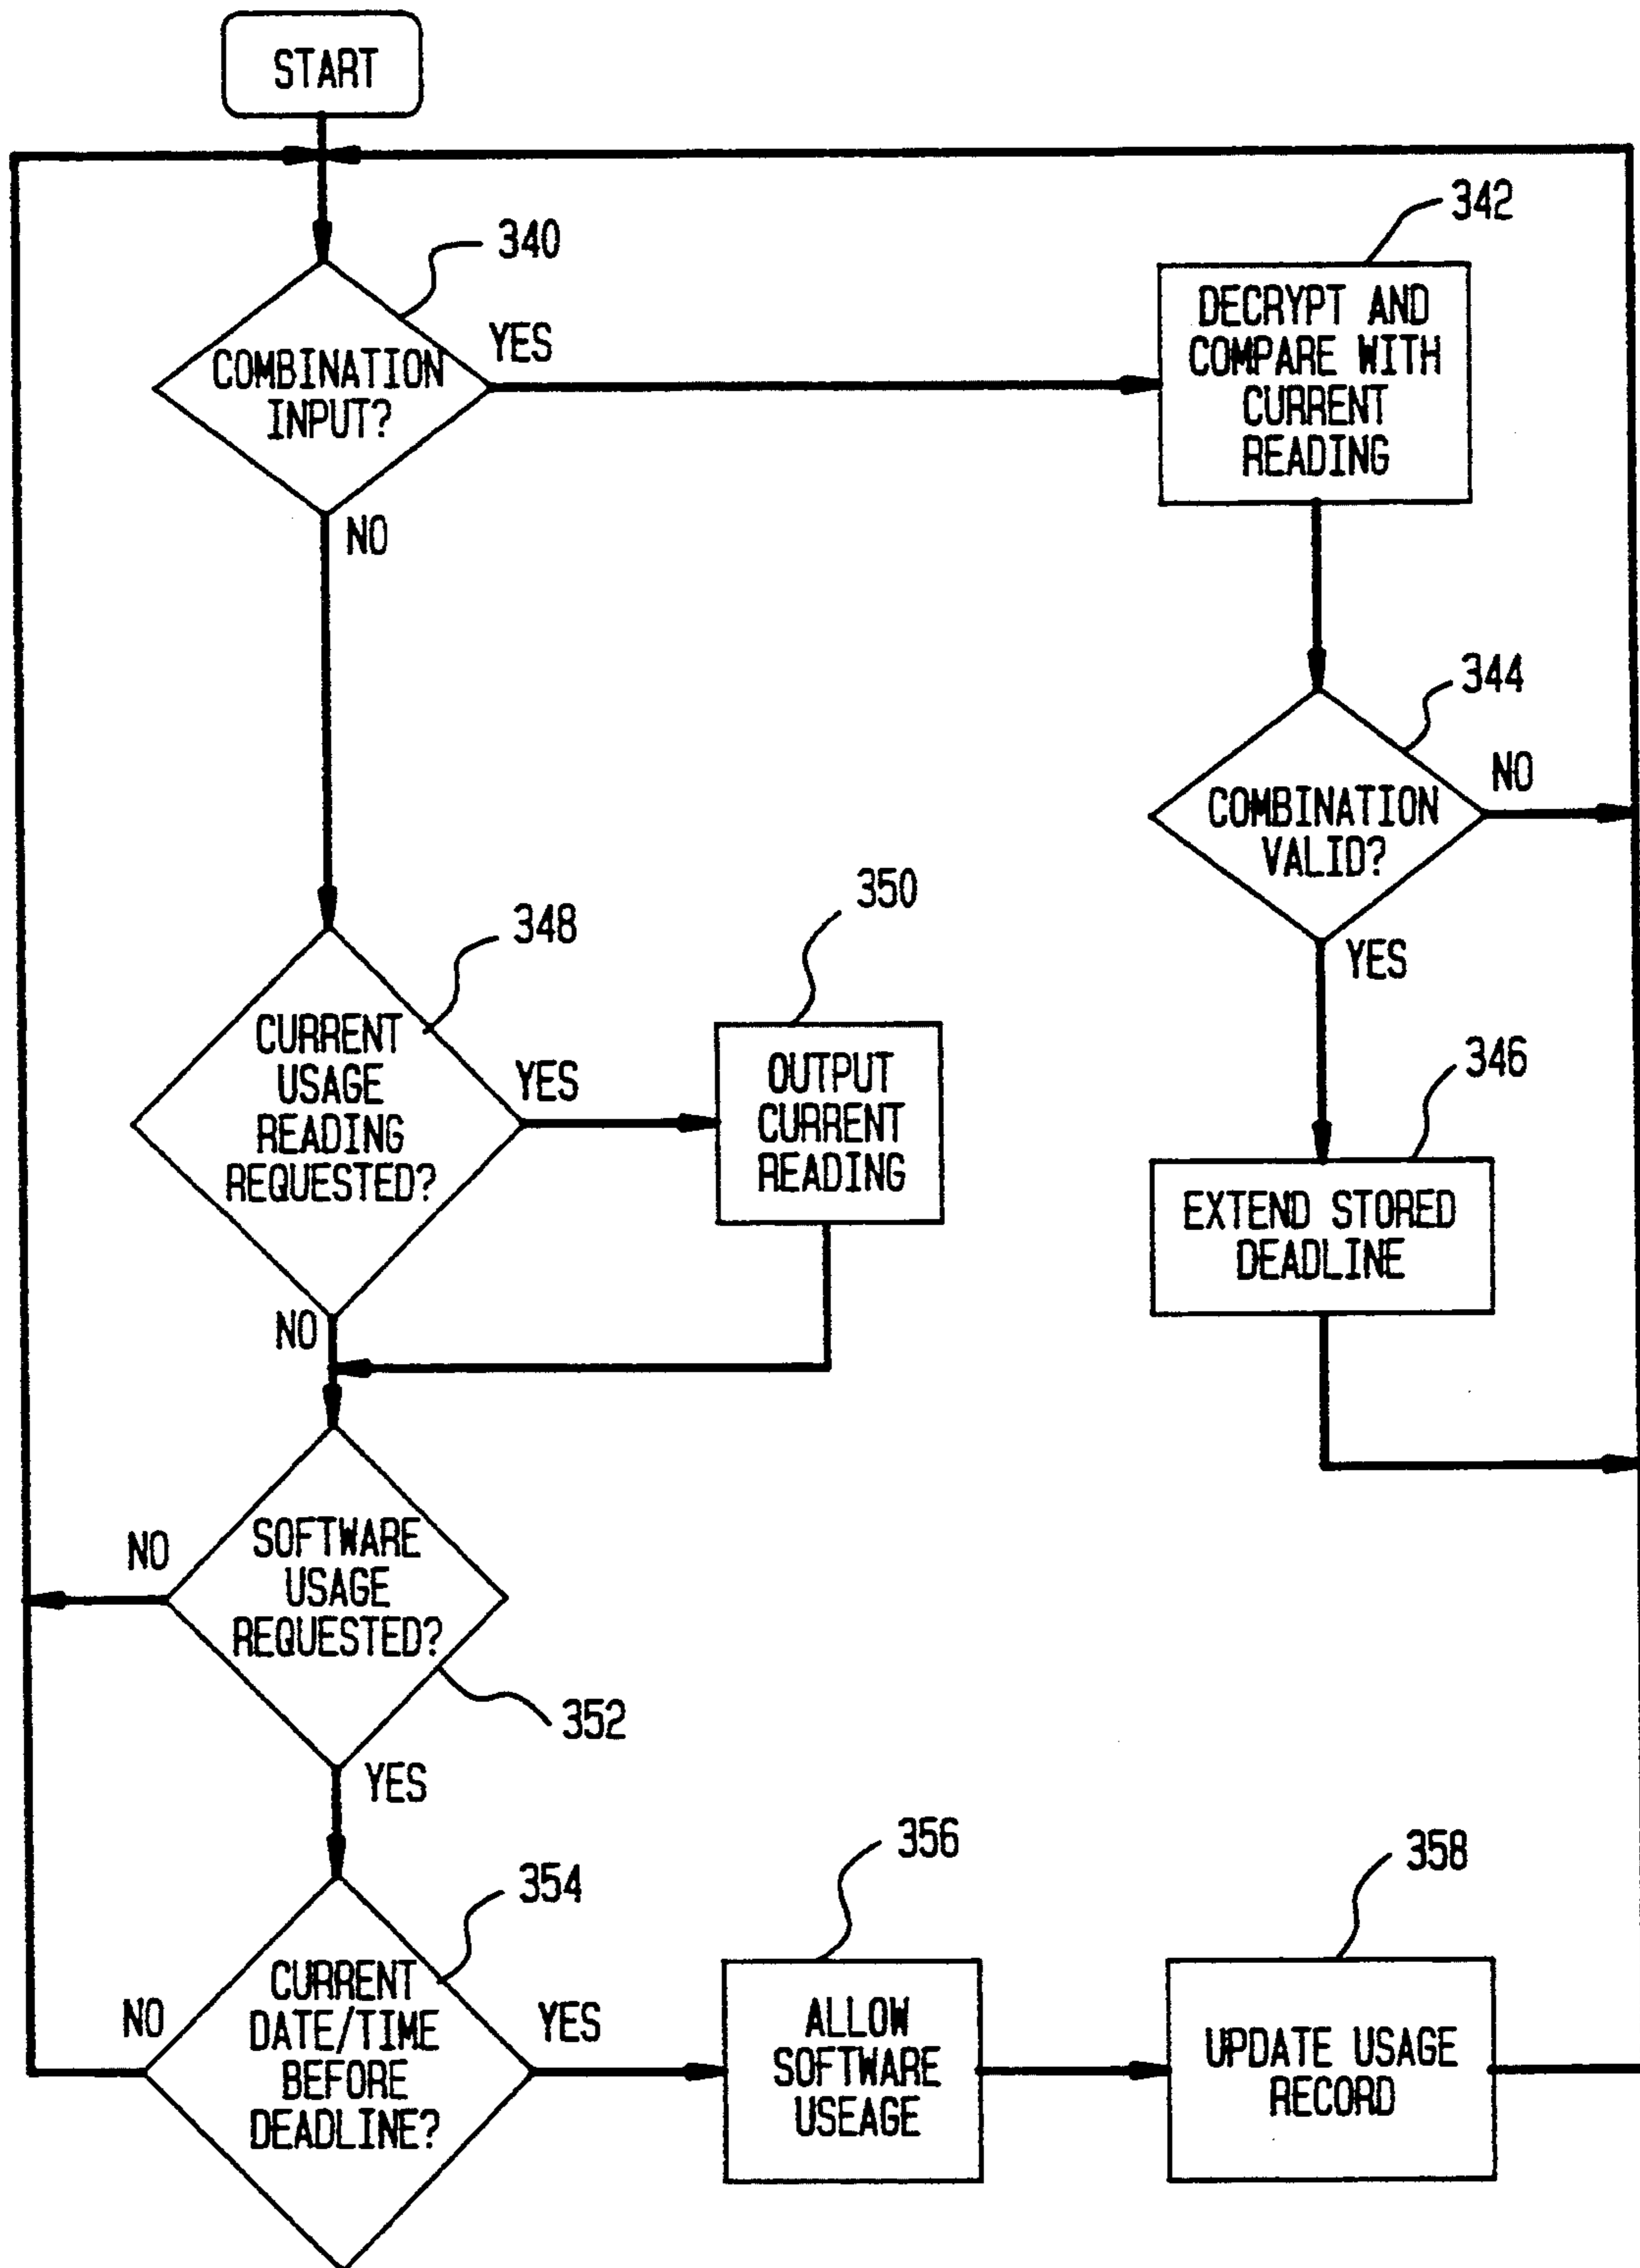 START
340
COMBINATION
INPUT?
YES
NO
342
DECRYPT AND
COMPARE WITH
CURRENT
READING
344
COMBINATION
VALID?
NO
YES
346
EXTEND STORED
DEADLINE
348
CURRENT
USAGE
READING
REQUESTED?
YES
NO
350
OUTPUT
CURRENT
READING
SOFTWARE
USAGE
REQUESTED?
NO
352
YES
354
CURRENT
DATE/TIME
BEFORE
DEADLINE?
NO
YES
356
ALLOW
SOFTWARE
USEAGE
358
UPDATE USAGE
RECORD